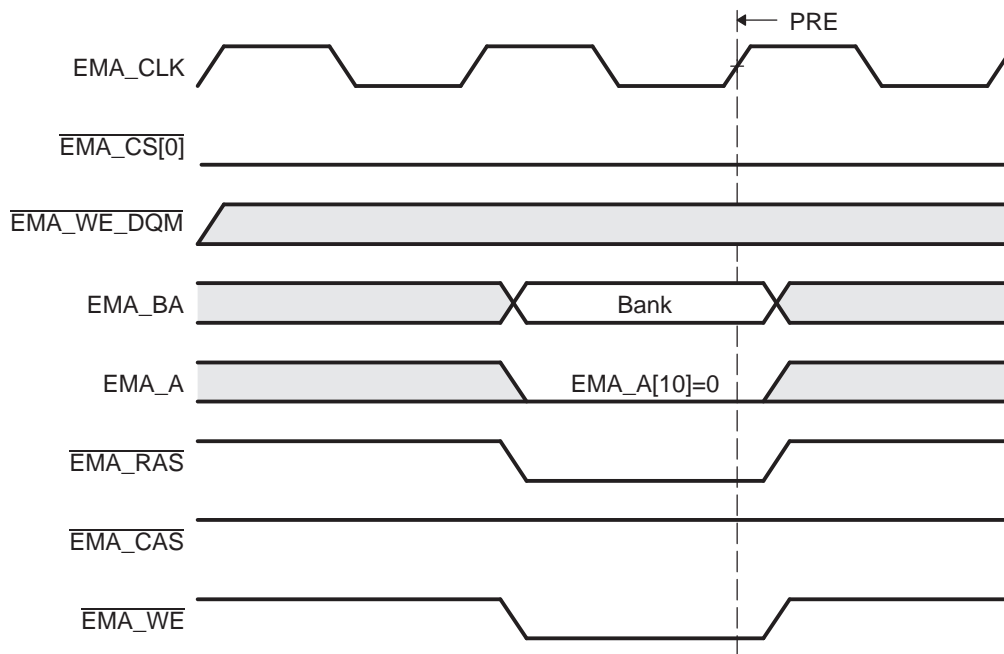 PRE
EMA_CLK
EMA_CS[0]
EMA_WE_DQM
EMA_BA
Bank
EMA_A
EMA_A[10]=0
EMA_RAS
EMA_CAS
EMA_WE